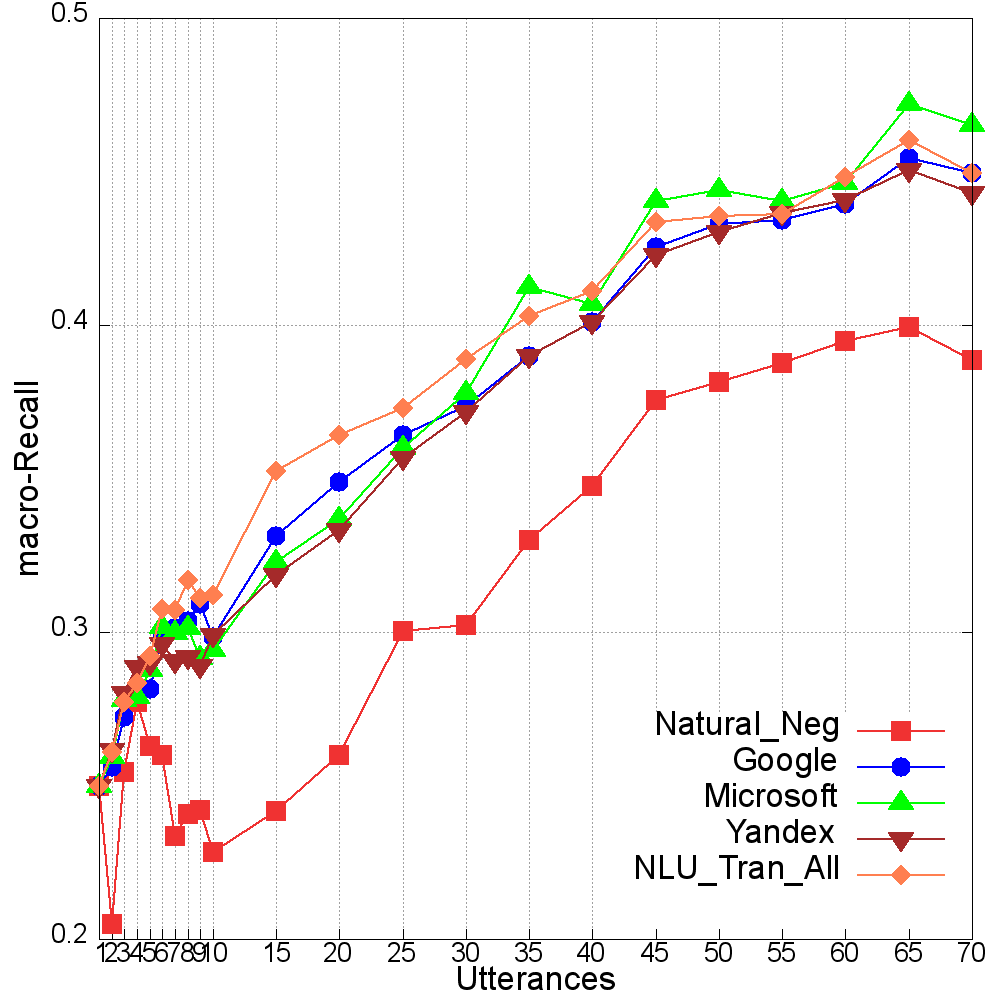 0.5
0.4
0.3
0.2
macro-Recall
Natural_Neg
Google
Microsoft
Yandex
NLU_Tran_All
1 2 3 4 5 6 7 8 9 10 15 20 25 30 35 40 45 50 55 60 65 70
Utterances